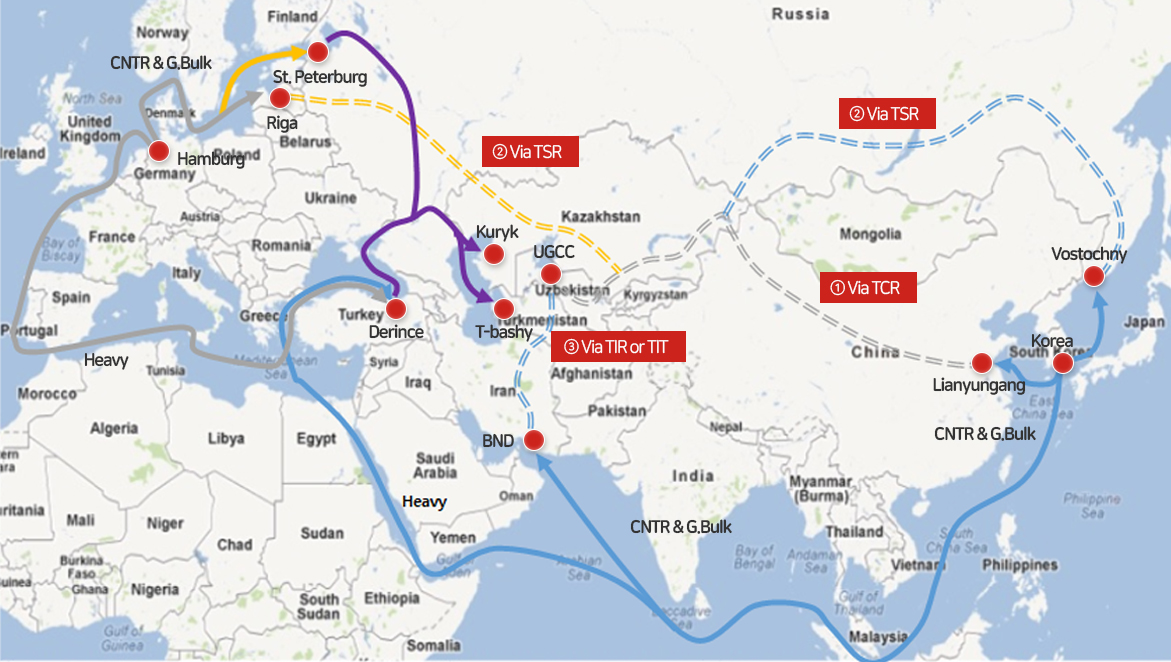 Finland
Russia
Norway
CNTR & G.Bulk
St. Peterburg
North Sea
Denmark
② Via TSR
United
Kingdom
Riga
Ireland
Belarus
② Via TSR
Hamburg
Poland
Germany
Ukraine
Austria
Kazakhstan
France
Kuryk
Mongolia
Bay of
Biscay
Romania
UGCC
Vostochny
Italy
Uzbekistan
① Via TCR
Spain
Kyrgyzstan
Greece
Turkey
Portugal
Derince
T-bashy
Turkmenistan
Japan
Korea
South Korea
③ Via TIR or TIT
China
Heavy
Mediterranean
Sea
Tunisia
Syria
Afghanistan
Lianyungang
Iraq
Iran
Morocco
East
China Sea
Pakistan
Algeria
Nepal
Libya
Egypt
BND
CNTR & G.Bulk
Saudi
Arabia
India
Myanmar
(Burma)
Oman
Heavy
Philippine
Sea
Mali
Niger
CNTR & G.Bulk
Sudan
Yemen
Thailand
South
China Sea
Chad
Bay of
Bengal
Andaman
Sea
Arabian
Sea
Burkina
Faso
Gulf of
Aden
Vietnam
Philippines
Ghana
Nigeria
Ethiopia
South
Sudan
Gulf of
Thailand
Laccadive
Sea
Gulf of
Guinea
Malaysia
Somalia